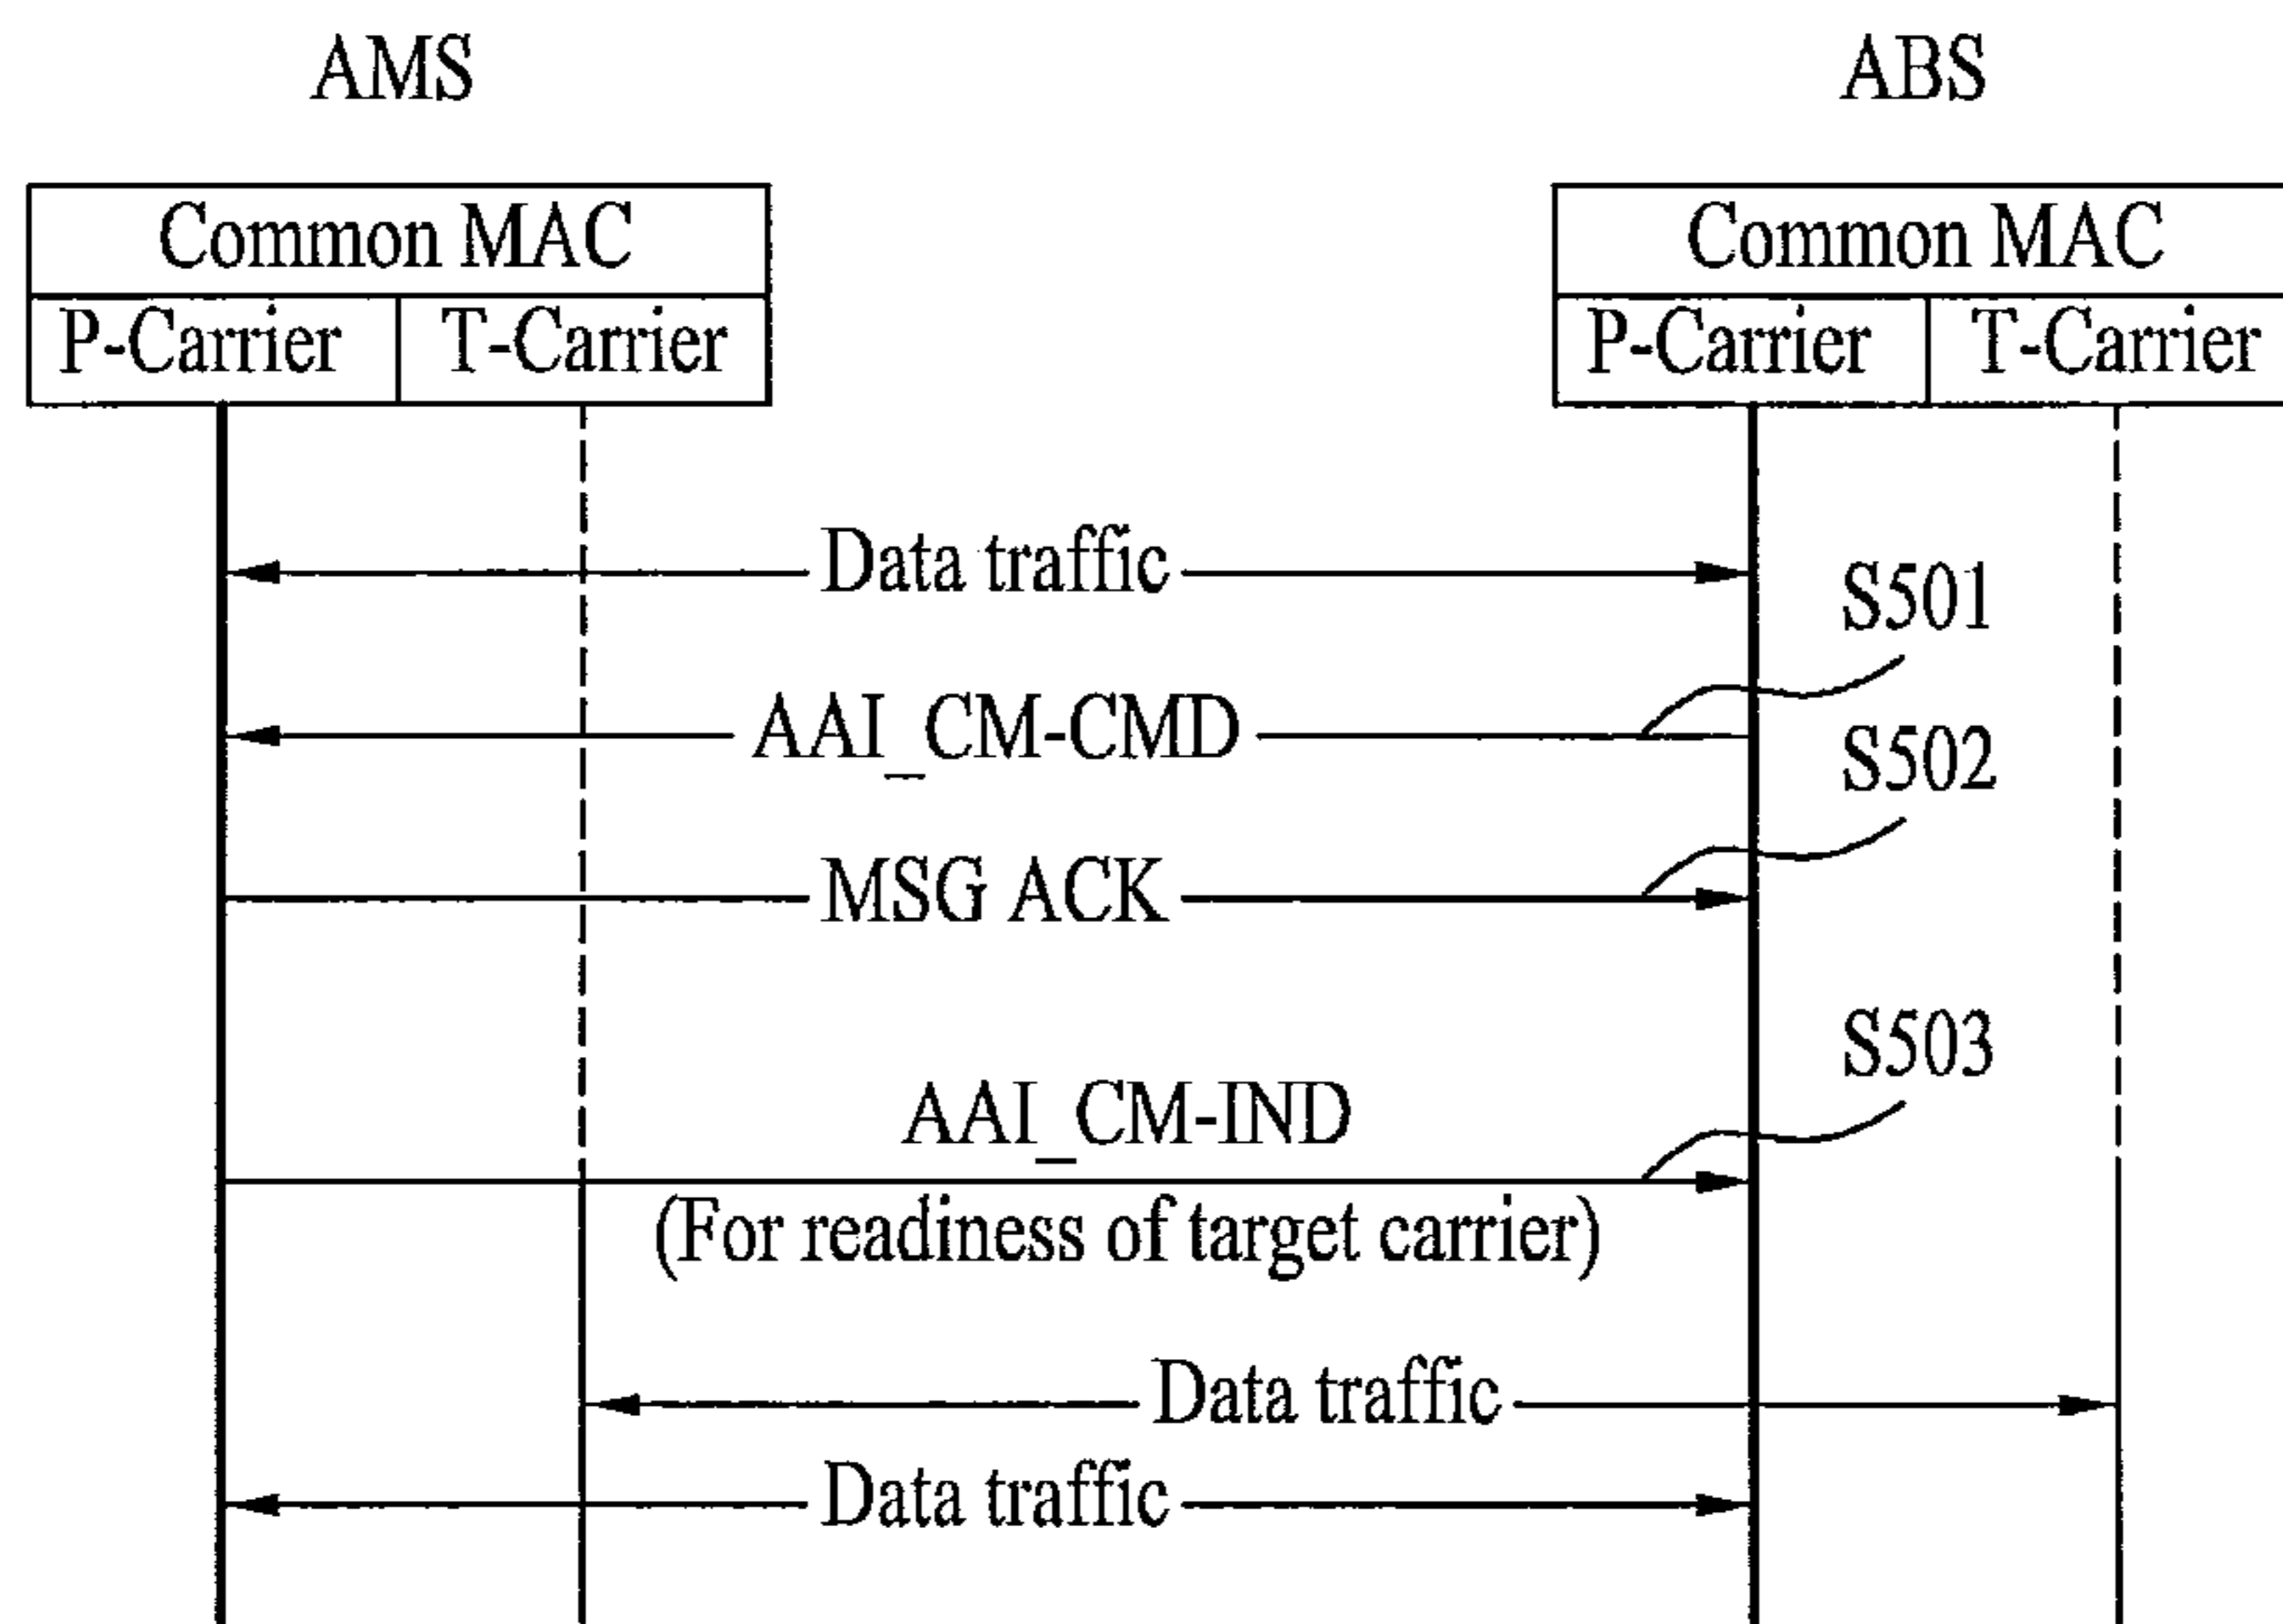 AMS
ABS
Common MAC
Common MAC
P-Carrier
T-Carrier
P-Carrier
T-Carrier
Data traffic
S501
AAI_CM-CMD
S502
MSG ACK
S503
AAI_CM-IND
(For readiness of target carrier)
Data traffic
Data traffic